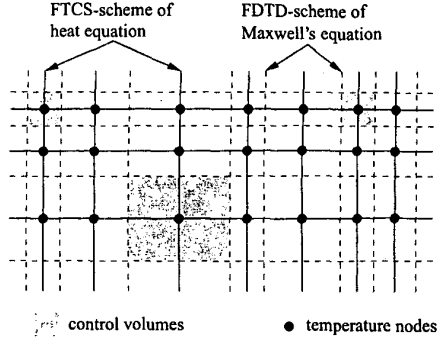 FTCS-scheme of
heat equation
FDTD-scheme of
Maxwell's equation
control volumes
temperature nodes